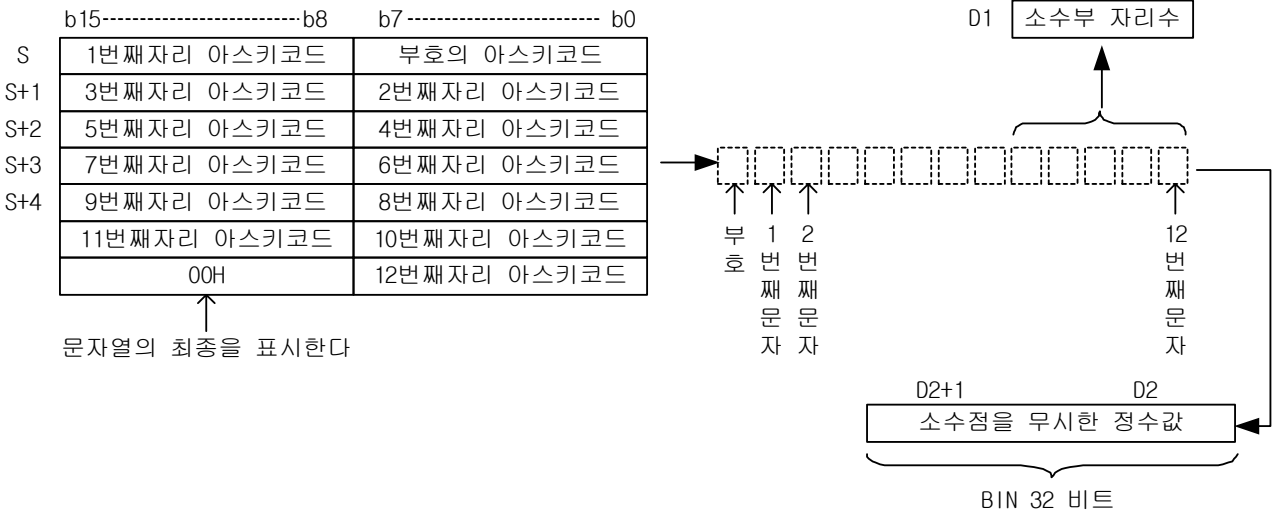 b15----------------------b8 b7------------------------ b0
S 1번째자리 아스키코드 부호의 아스키코드
S+1 3번째자리 아스키코드 2번째자리 아스키코드
S+2 5번째자리 아스키코드 4번째자리 아스키코드
S+3 7번째자리 아스키코드 6번째자리 아스키코드
S+4 9번째자리 아스키코드 8번째자리 아스키코드
11번째자리 아스키코드 10번째자리 아스키코드
00H 12번째자리 아스키코드
문자열의 최종을 표시한다
D1 소수부 자리수
부호
1번째문자
2번째문자
12번째문자
D2+1 D2
소수점을 무시한 정수값
BIN 32 비트